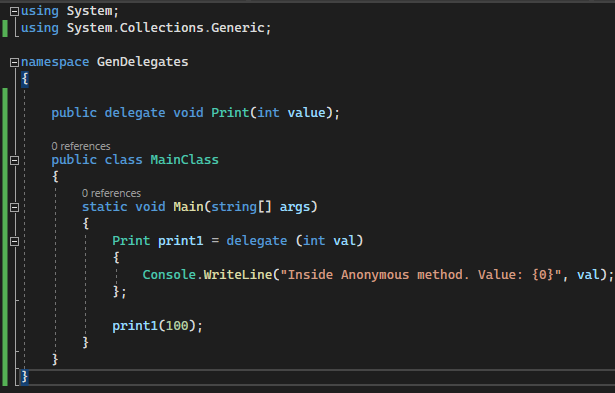 using System;
using System.Collections.Generic;
namespace GenDelegates
{
public delegate void Print(int value);
0 references
public class MainClass
{
0 references
static void Main(string[] args)
{
Print print1 = delegate (int val)
{
Console.WriteLine("Inside Anonymous method. Value: {0}", val);
};
print1(100);
}
}
}